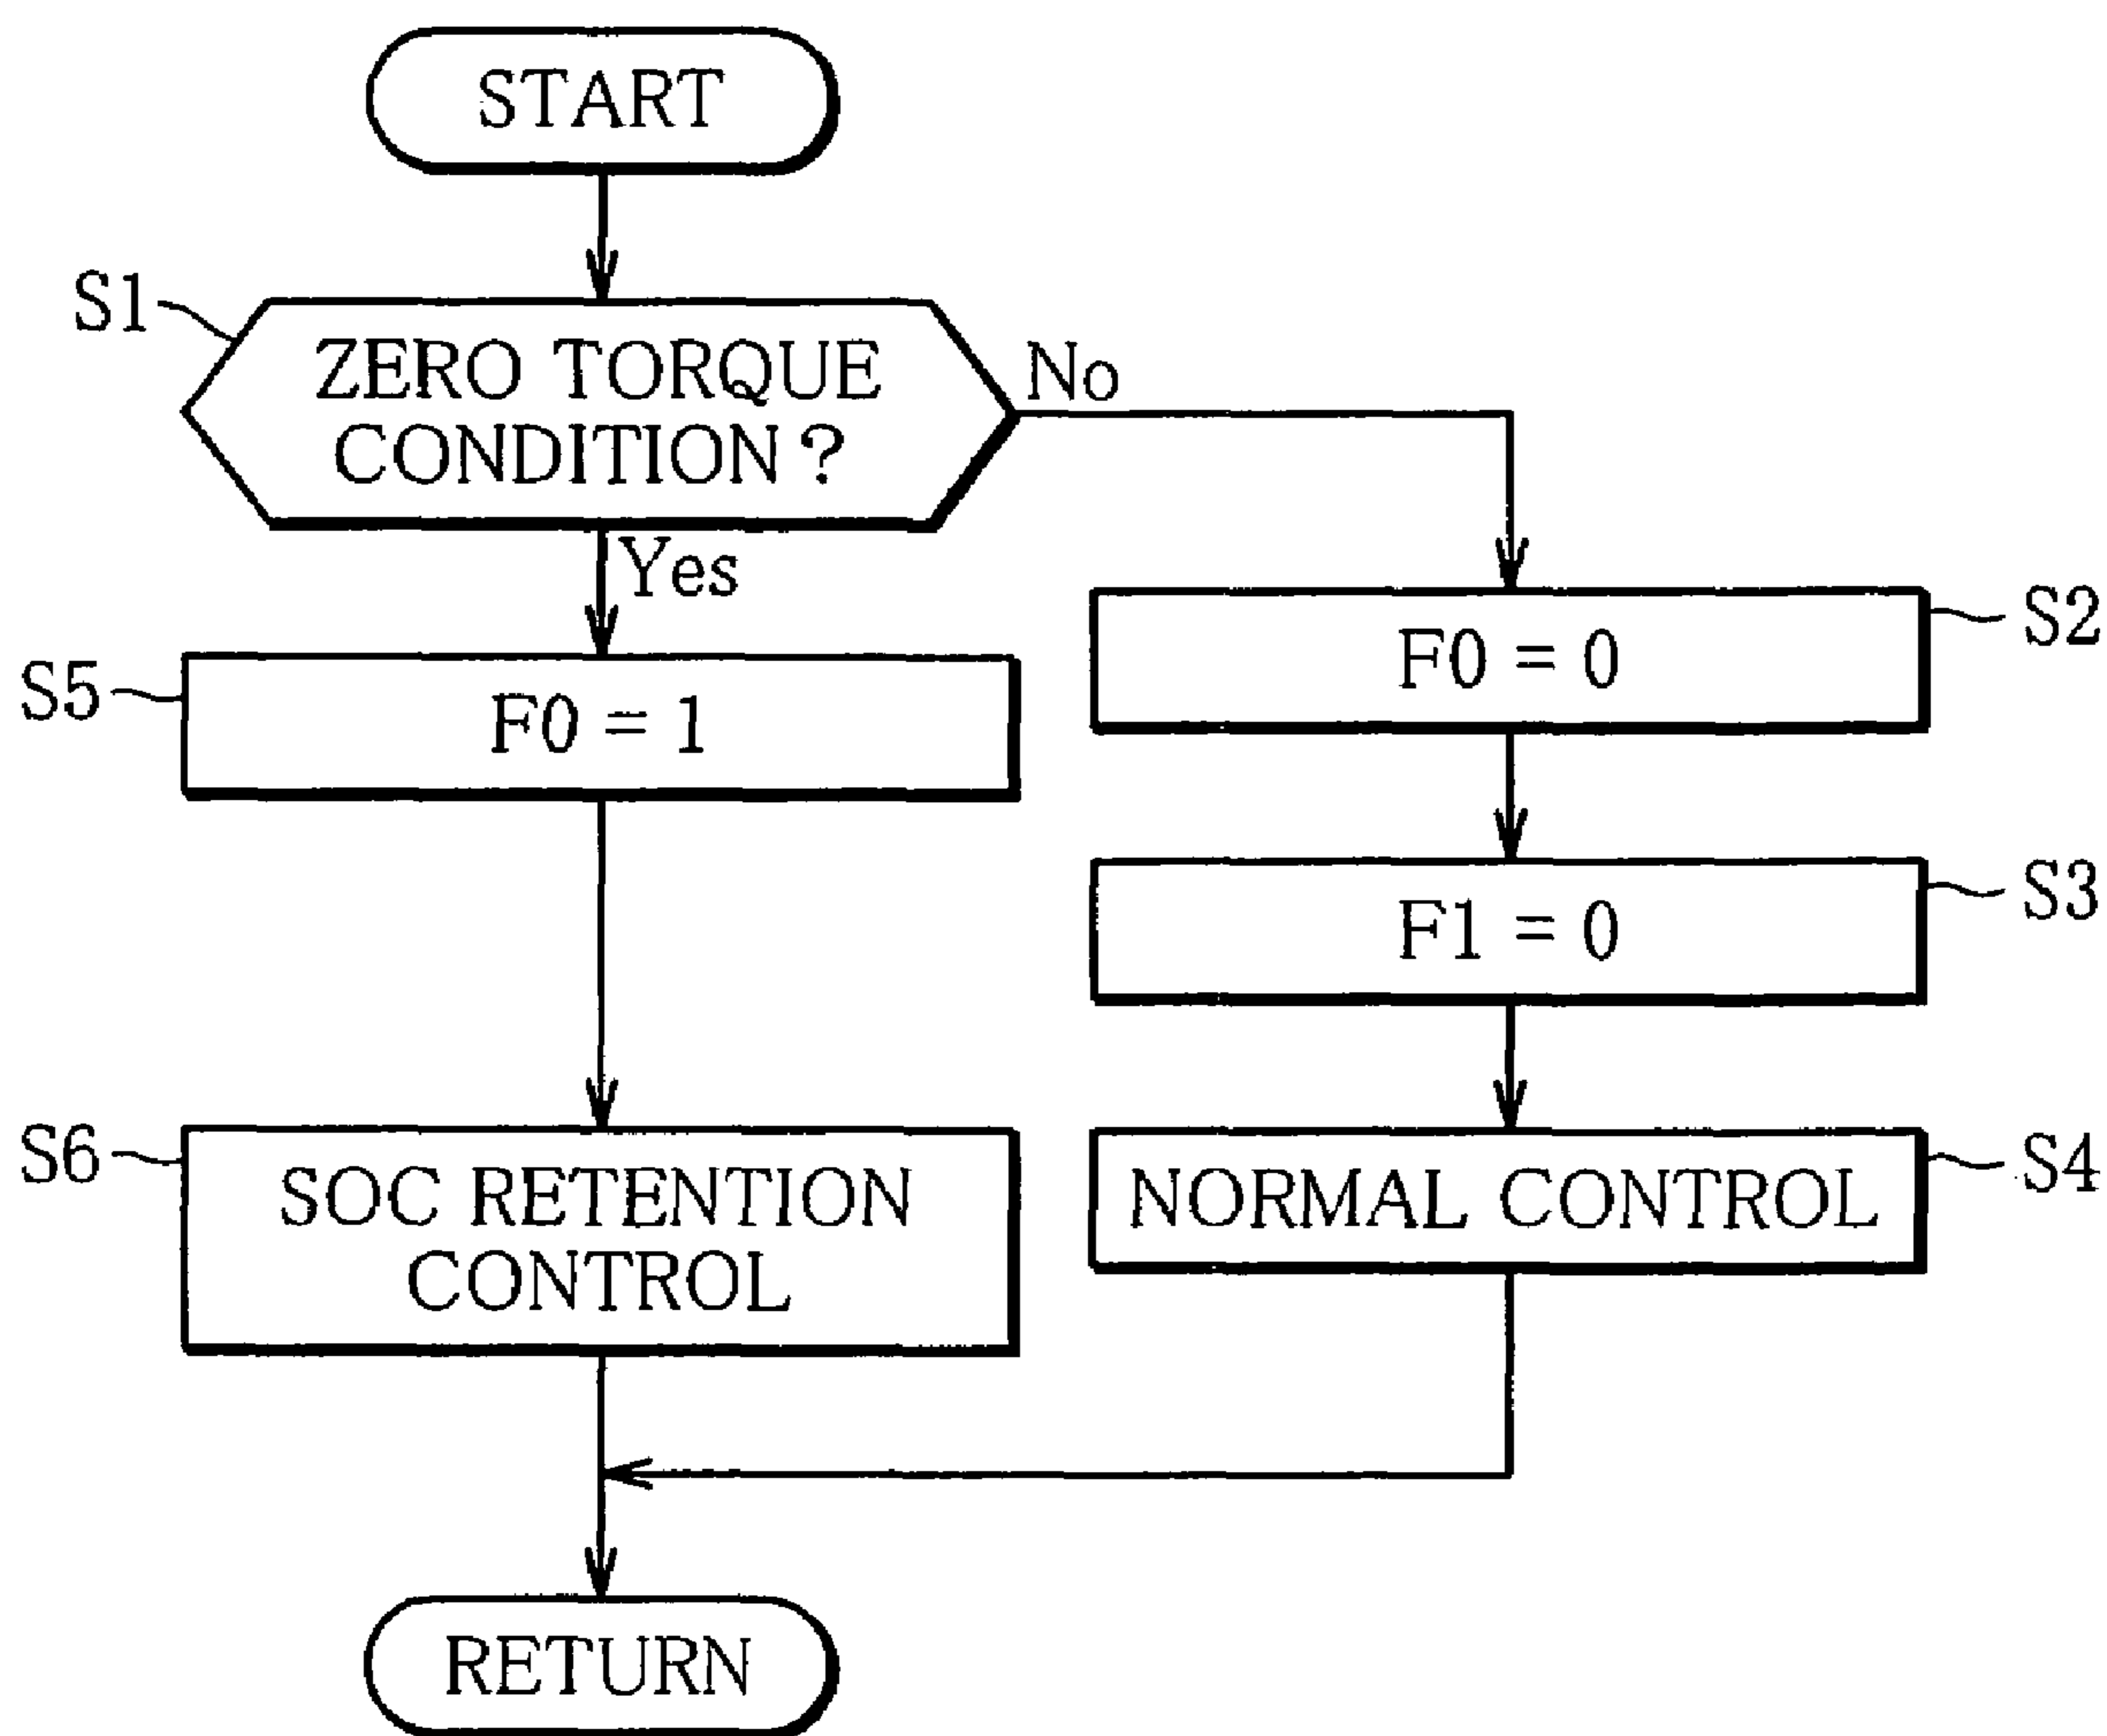 START
S1
ZERO TORQUE
CONDITION ?
No
Yes
F0 = 0
S2
S5
F0 = 1
F1 = 0
S3
S6
SOC RETENTION
CONTROL
NORMAL CONTROL
S4
RETURN